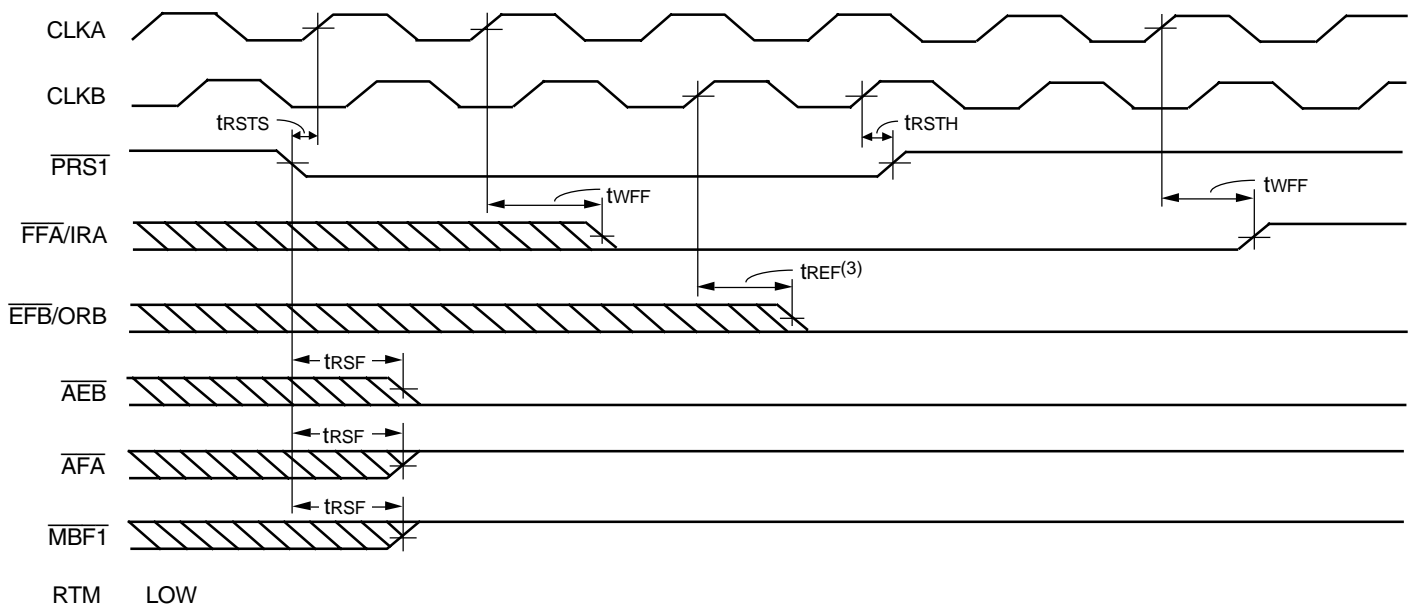 CLKA
CLKB
tRSTS
tRSTH
PRS1
tWFF
tWFF
FFA/IRA
tREF(3)
EFB/ORB
tRSF
AEB
tRSF
AFA
tRSF
MBF1
RTM LOW